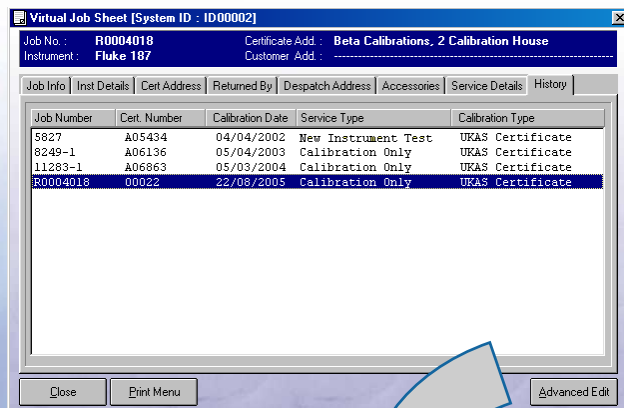 Virtual Job Sheet [System ID : ID00002]
Job No. : R0004018 Certificate Add. : Beta Calibrations, 2 Calibration House
Instrument : Fluke 187 Customer Add. : ------------------------------------------------------------
Job Info Inst Details Cert Address Returned By Despatch Address Accessories Service Details History
Job Number Cert. Number Calibration Date Service Type Calibration Type
5827 A05434 04/04/2002 New Instrument Test UKAS Certificate
8249-1 A06136 05/04/2003 Calibration Only UKAS Certificate
11283-1 A06863 05/03/2004 Calibration Only UKAS Certificate
R0004018 00022 22/08/2005 Calibration Only UKAS Certificate
Close Print Menu Advanced Edit